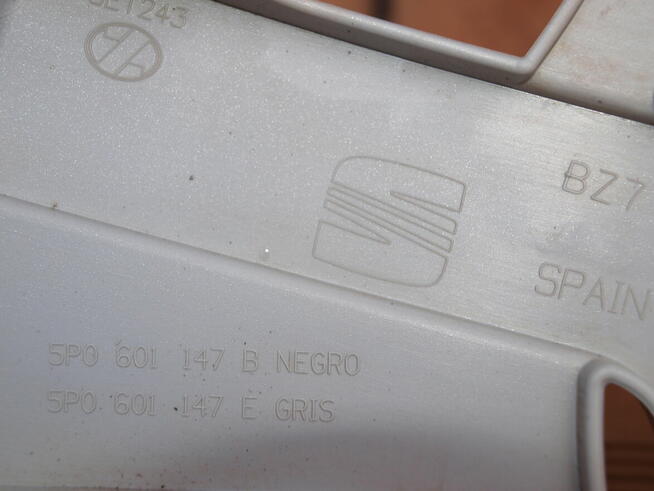 BZ7
SPAIN
5P0 601 147 B NEGRO
5P0 601 147 E GRIS